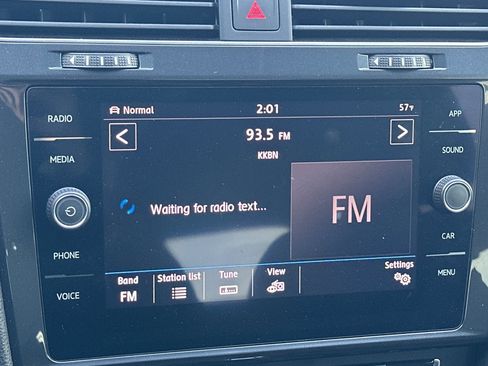 RADIO
MEDIA
PHONE
VOICE
Normal
2:01
57°F
93.5 FM
KKBN
Waiting for radio text...
FM
Band
FM
Station list
Tune
View
Settings
APP
SOUND
CAR
MENU